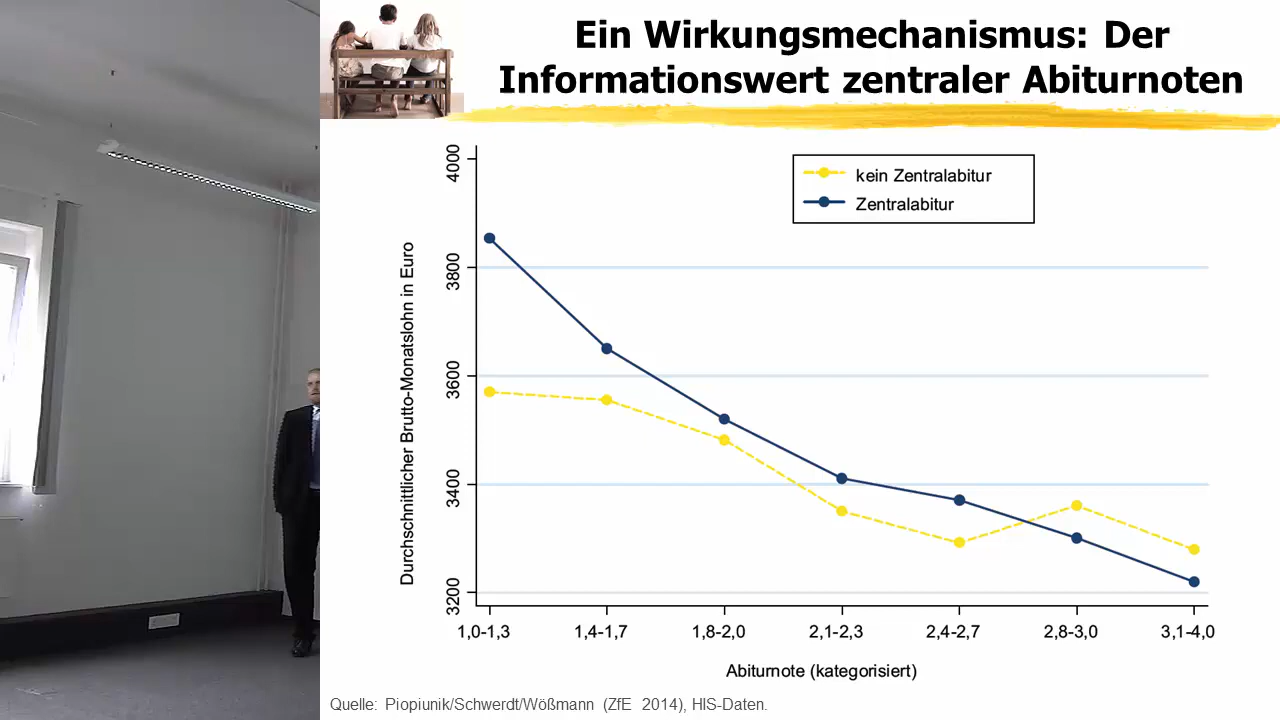 Ein Wirkungsmechanismus: Der
Informationswert zentraler Abiturnoten
kein Zentralabitur
Zentralabitur
Durchschnittlicher Brutto-Monatslohn in Euro
4000
3800
3600
3400
3200
1,0-1,3
1,4-1,7
1,8-2,0
2,1-2,3
2,4-2,7
2,8-3,0
3,1-4,0
Abiturnote (kategorisiert)
Quelle: Piopiunik/Schwerdt/Wößmann (ZfE 2014), HIS-Daten.